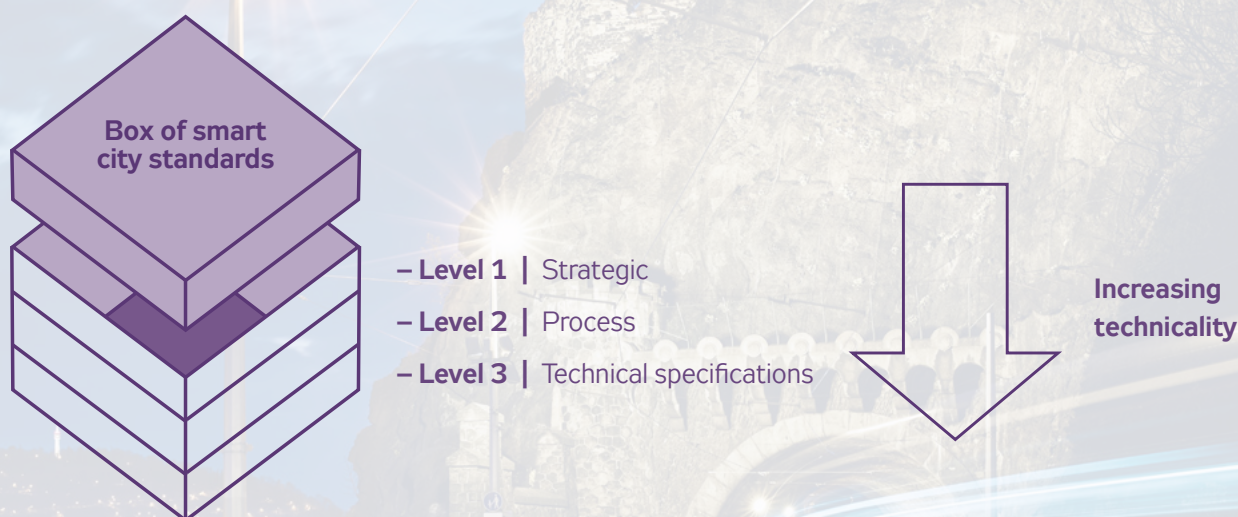 Box of smart
city standards
– Level 1 | Strategic
– Level 2 | Process
– Level 3 | Technical specifications
Increasing
technicality